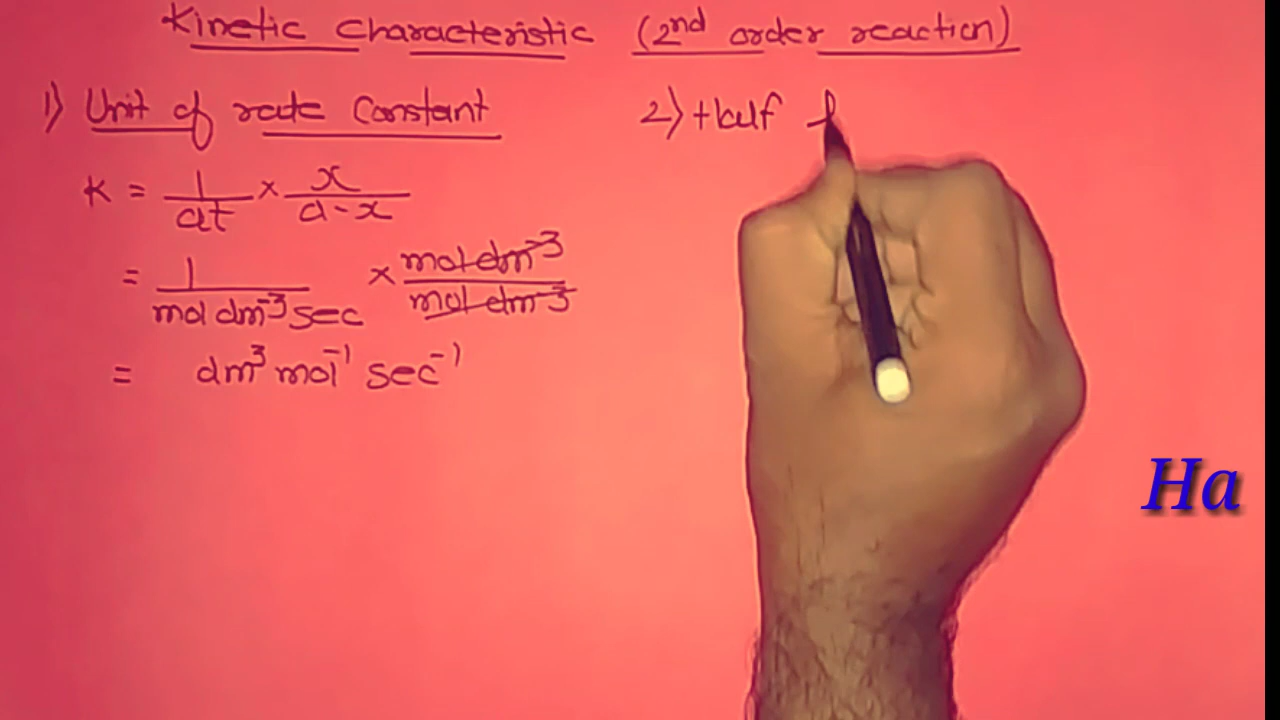 Kinetic Characteristic (2nd order reaction)
1) Unit of rate Constant
K = 1/at × x/a-x
= 1/mol dm⁻³ sec × mol dm⁻³/mol dm⁻³
= dm³ mol⁻¹ sec⁻¹
2) Half
Ha